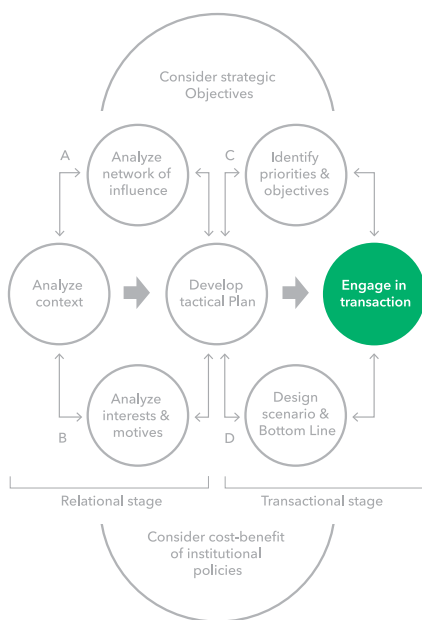 Consider strategic
Objectives
A
Analyze
network of
influence
C
Identify
priorities &
objectives
Analyze
context
Develop
tactical Plan
Engage in
transaction
B
Analyze
interests &
motives
D
Design
scenario &
Bottom Line
Relational stage
Transactional stage
Consider cost-benefit
of institutional
policies